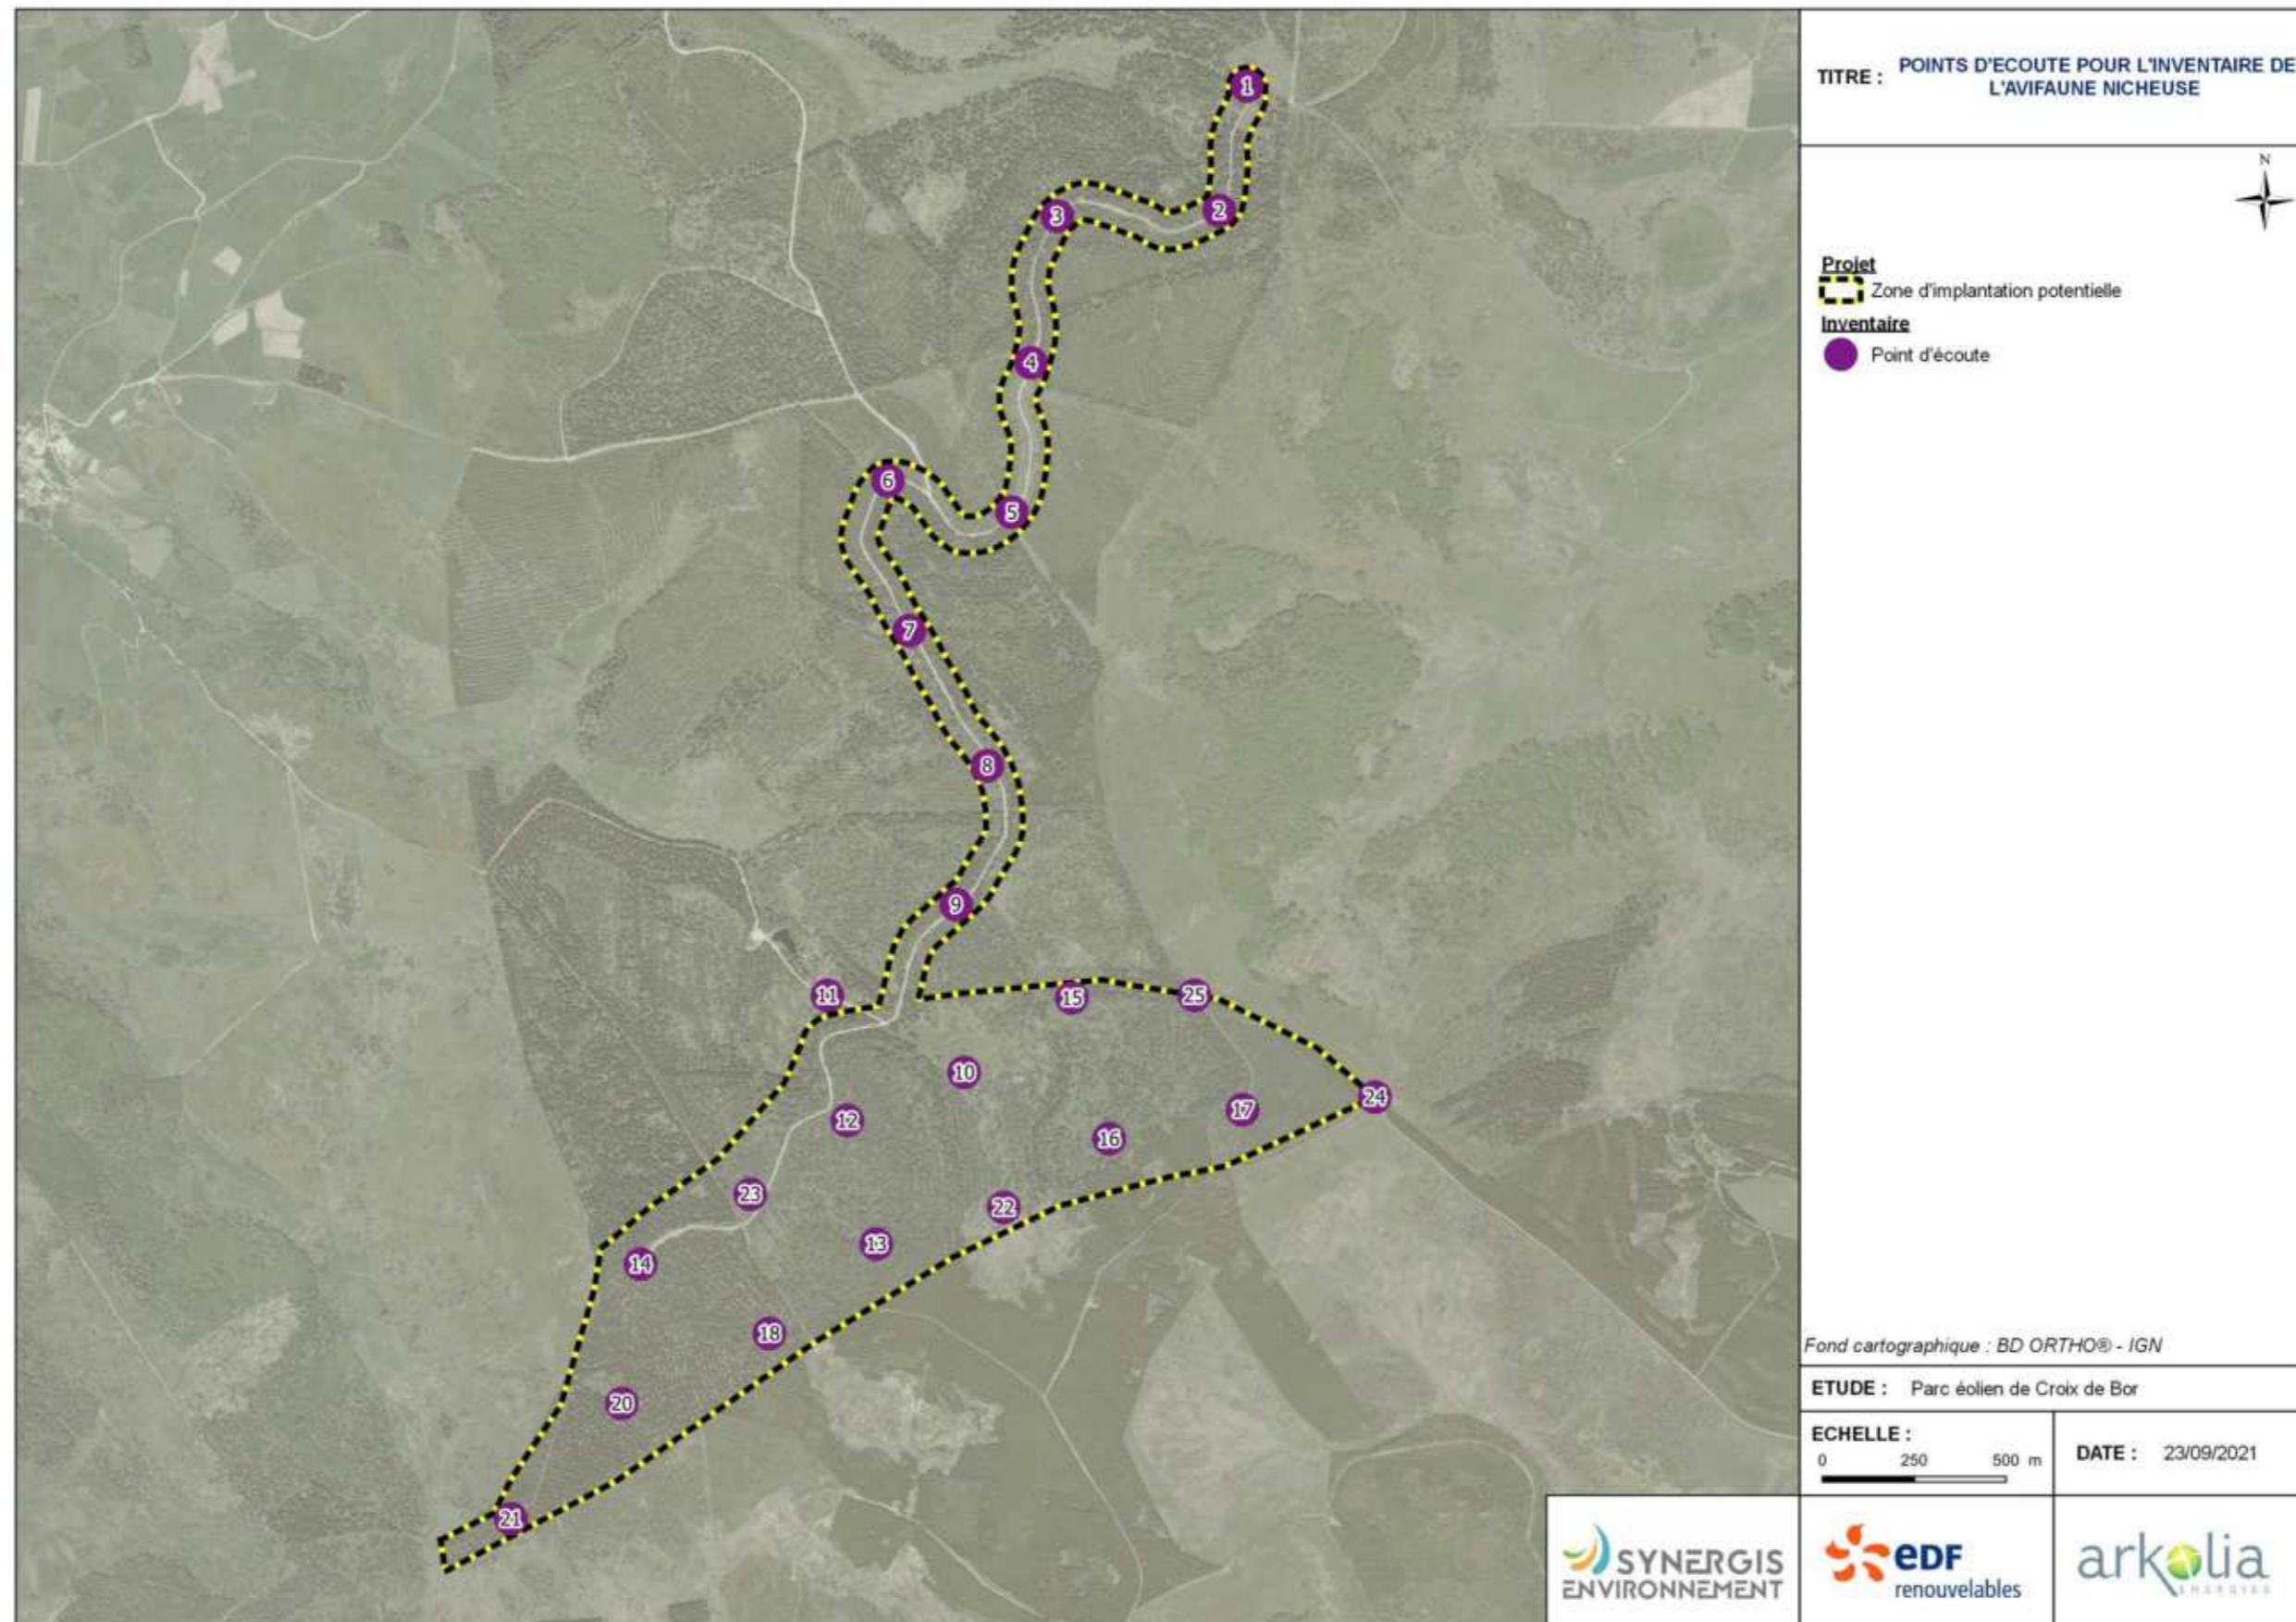 TITRE :
POINTS D'ECOUTE POUR L'INVENTAIRE DE
L'AVIFAUNE NICHEUSE
N
Projet
Zone d'implantation potentielle
Inventaire
Point d'écoute
1
2
3
4
5
6
7
8
9
11
15
25
10
24
12
17
16
23
22
13
14
18
20
21
Fond cartographique : BD ORTHO® - IGN
ETUDE : Parc éolien de Croix de Bor
ECHELLE :
0 250 500 m
DATE : 23/09/2021
SYNERGIS
ENVIRONNEMENT
eDF
renouvelables
arkolia
ENERGIES